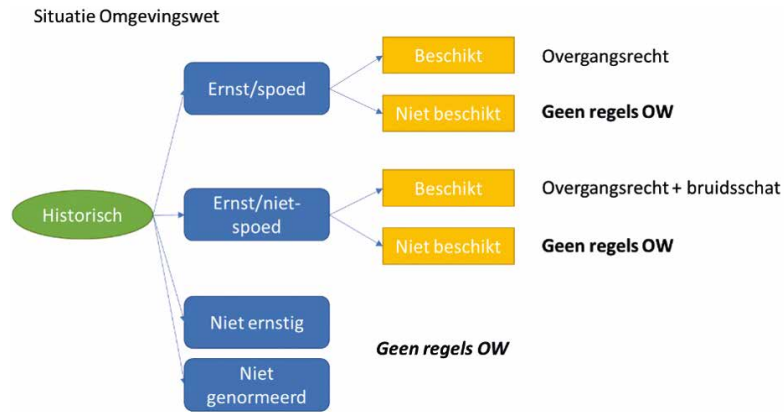 Situatie Omgevingswet
Beschikt
Overgangsrecht
Ernst/spoed
Niet beschikt
Geen regels OW
Beschikt
Overgangsrecht + bruidsschat
Historisch
Ernst/niet-
spoed
Niet beschikt
Geen regels OW
Niet ernstig
Geen regels OW
Niet
genormeerd